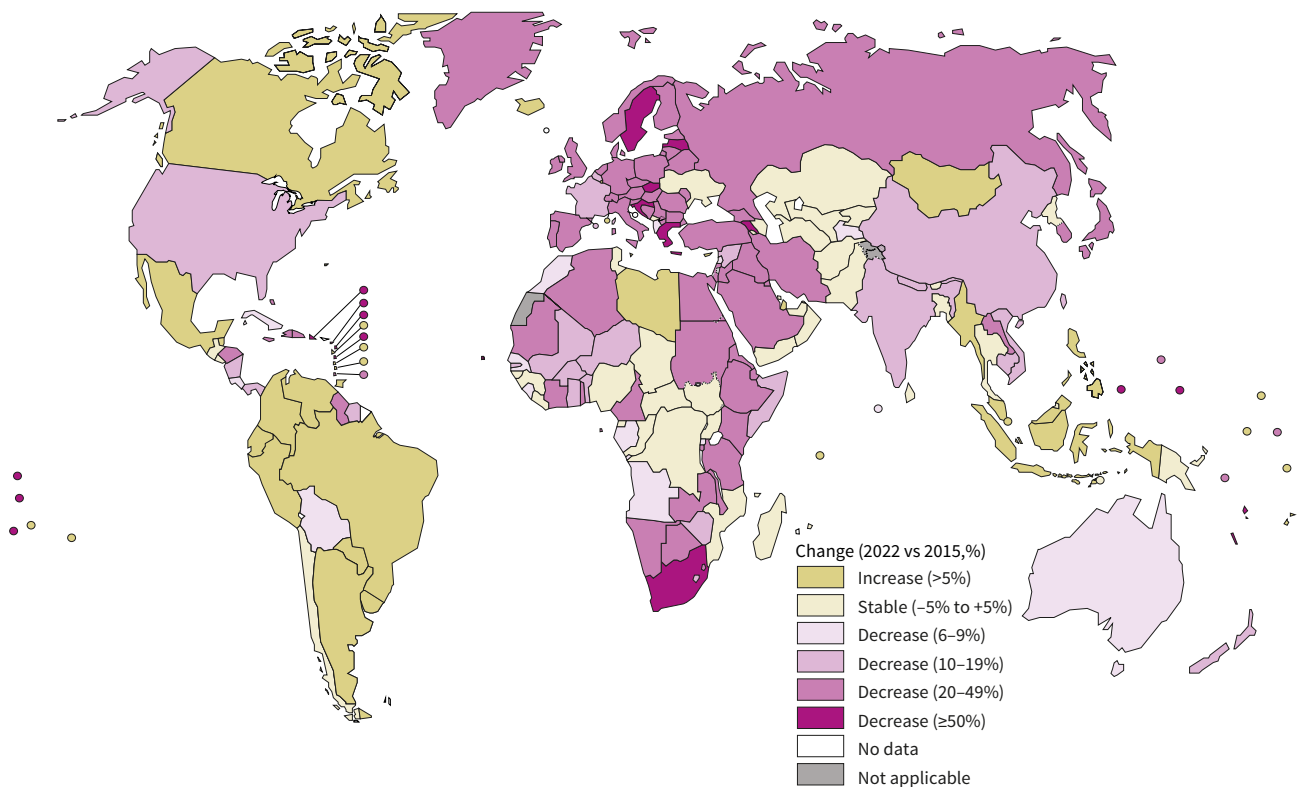 Change (2022 vs 2015,%)
Increase (>5%)
Stable (–5% to +5%)
Decrease (6–9%)
Decrease (10–19%)
Decrease (20–49%)
Decrease (≥50%)
No data
Not applicable